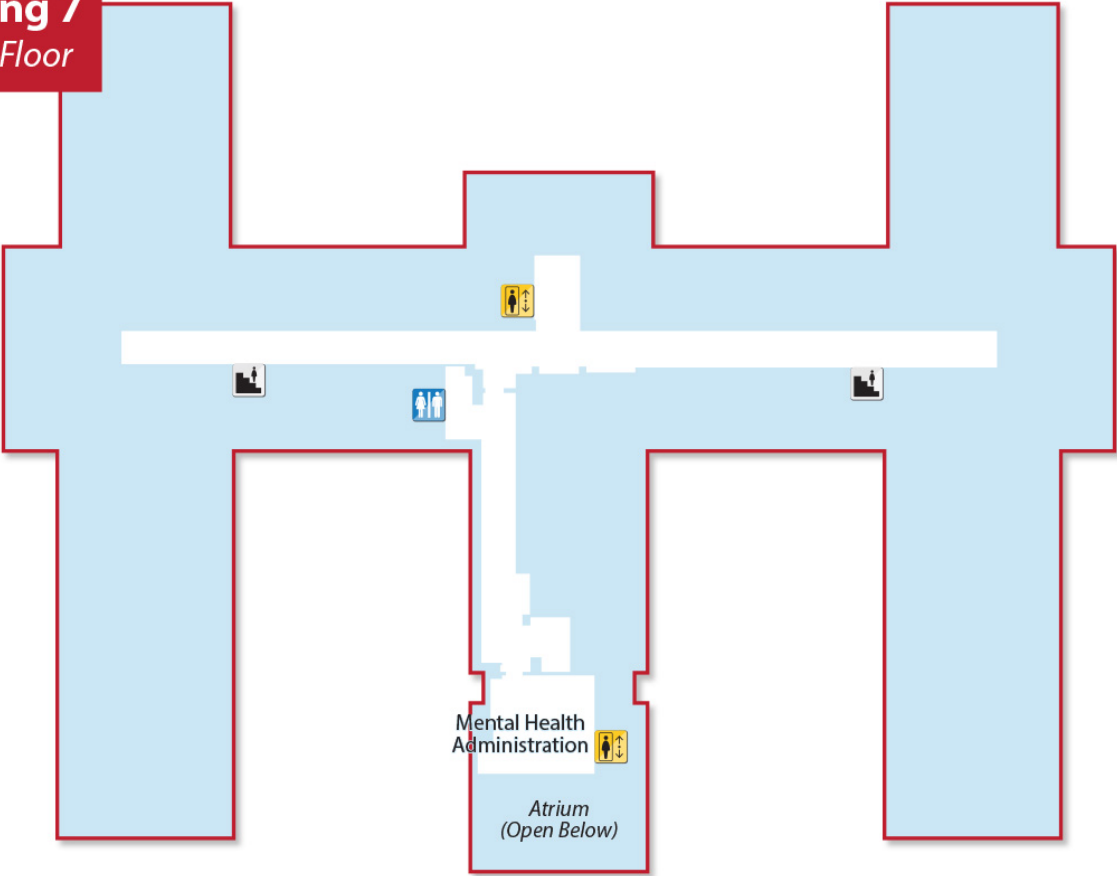 ng 7
Floor
Mental Health
Administration
Atrium
(Open Below)